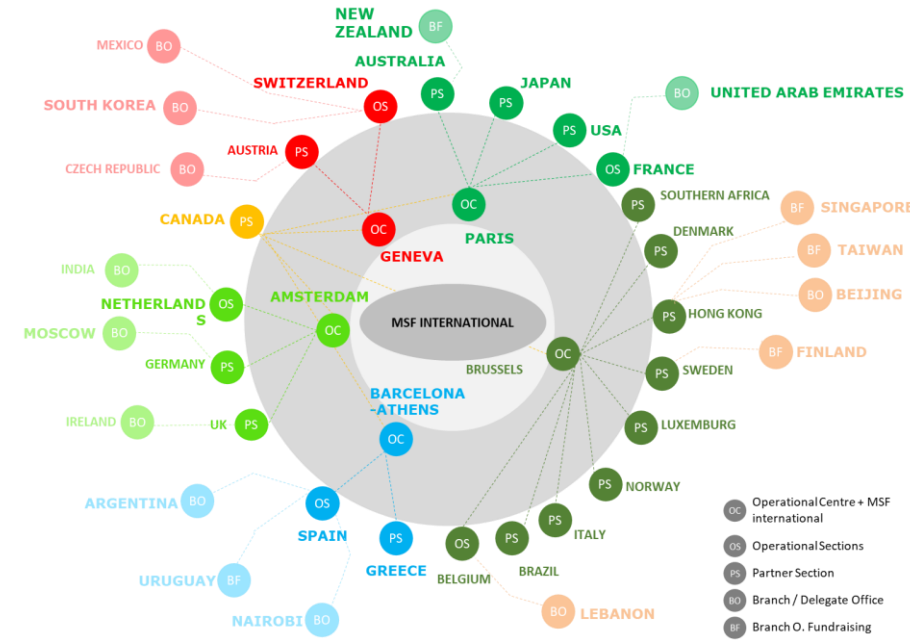 NEW
ZEALAND
BF
MEXICO
BO
AUSTRALIA
SWITZERLAND
JAPAN
PS
PS
BO
UNITED ARAB EMIRATES
SOUTH KOREA
BO
OS
PS
USA
AUSTRIA
PS
CZECH REPUBLIC
BO
OS
FRANCE
SOUTHERN AFRICA
PS
OC
BF
SINGAPORE
CANADA
PS
OC
PARIS
DENMARK
GENEVA
PS
BF
TAIWAN
INDIA
BO
AMSTERDAM
BO
BEIJING
NETHERLAND
S
OS
HONG KONG
PS
MSF INTERNATIONAL
MOSCOW
BO
OC
OC
BF
FINLAND
GERMANY
PS
BRUSSELS
PS
SWEDEN
BARCELONA
-ATHENS
IRELAND
BO
UK
PS
PS
LUXEMBURG
OC
PS
NORWAY
ARGENTINA
BO
OS
SPAIN
PS
ITALY
PS
GREECE
OS
BELGIUM
PS
BRAZIL
URUGUAY
BF
NAIROBI
BO
BO
LEBANON
OC
Operational Centre + MSF
international
OS
Operational Sections
PS
Partner Section
BO
Branch / Delegate Office
BF
Branch O. Fundraising